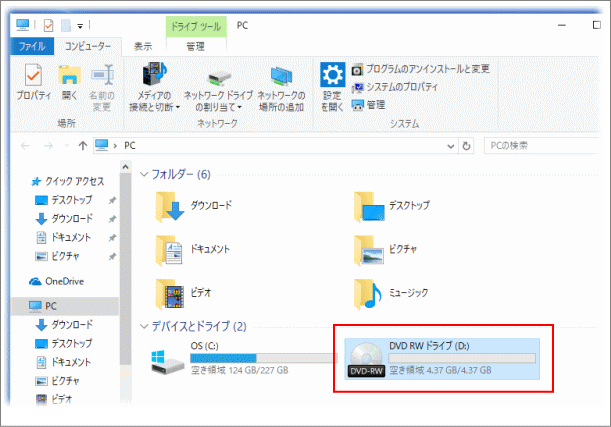 ドライブ ツール
PC
ファイル
コンピューター
表示
管理
プロパティ
開く
名前の
変更
メディアの
接続と切断
ネットワーク ドライブ
の割り当て
ネットワークの
場所の追加
設定
を開く
プログラムのアンインストールと変更
システムのプロパティ
管理
場所
ネットワーク
システム
PC
PCの検索
クイック アクセス
デスクトップ
ダウンロード
ドキュメント
ピクチャ
OneDrive
PC
ダウンロード
デスクトップ
ドキュメント
ピクチャ
ビデオ
フォルダー (6)
ダウンロード
デスクトップ
ドキュメント
ピクチャ
ビデオ
ミュージック
デバイスとドライブ (2)
OS (C:)
空き領域 124 GB/227 GB
DVD RW ドライブ (D:)
DVD-RW
空き領域 4.37 GB/4.37 GB